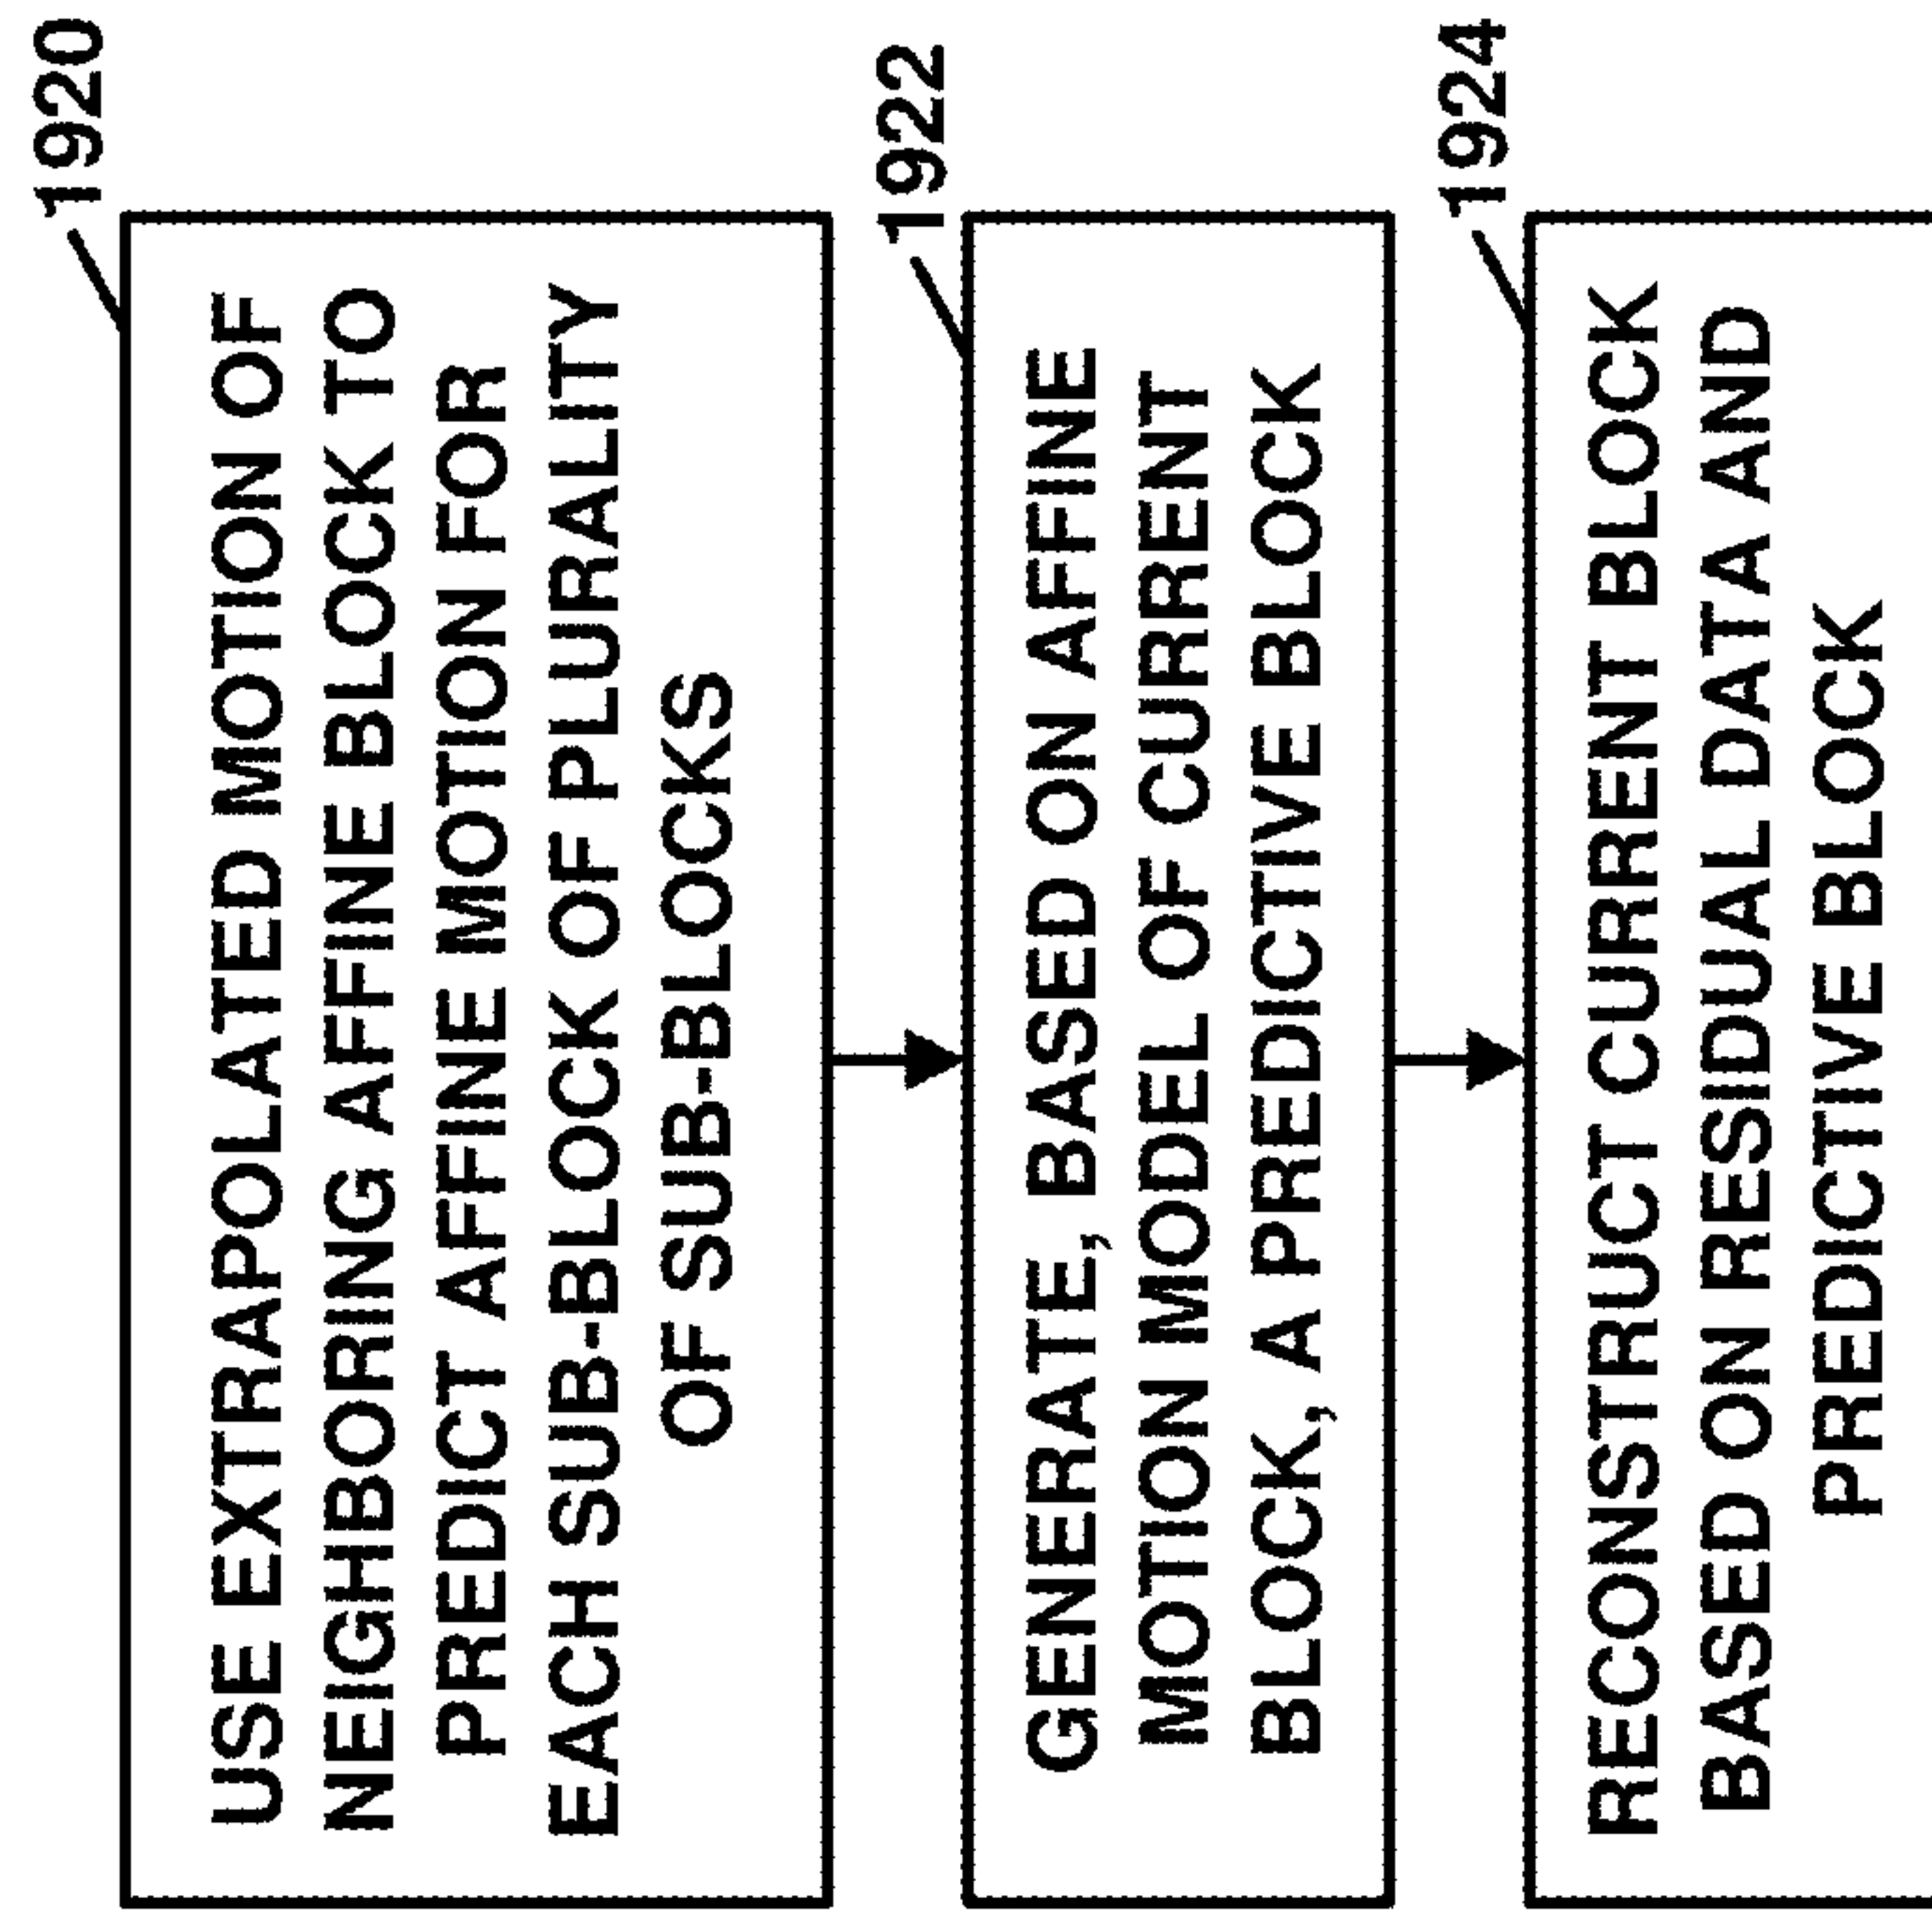 1920
USE EXTRAPOLATED MOTION OF
NEIGHBORING AFFINE BLOCK TO
PREDICT AFFINE MOTION FOR
EACH SUB-BLOCK OF PLURALITY
OF SUB-BLOCKS
1922
GENERATE, BASED ON AFFINE
MOTION MODEL OF CURRENT
BLOCK, A PREDICTIVE BLOCK
1924
RECONSTRUCT CURRENT BLOCK
BASED ON RESIDUAL DATA AND
PREDICTIVE BLOCK